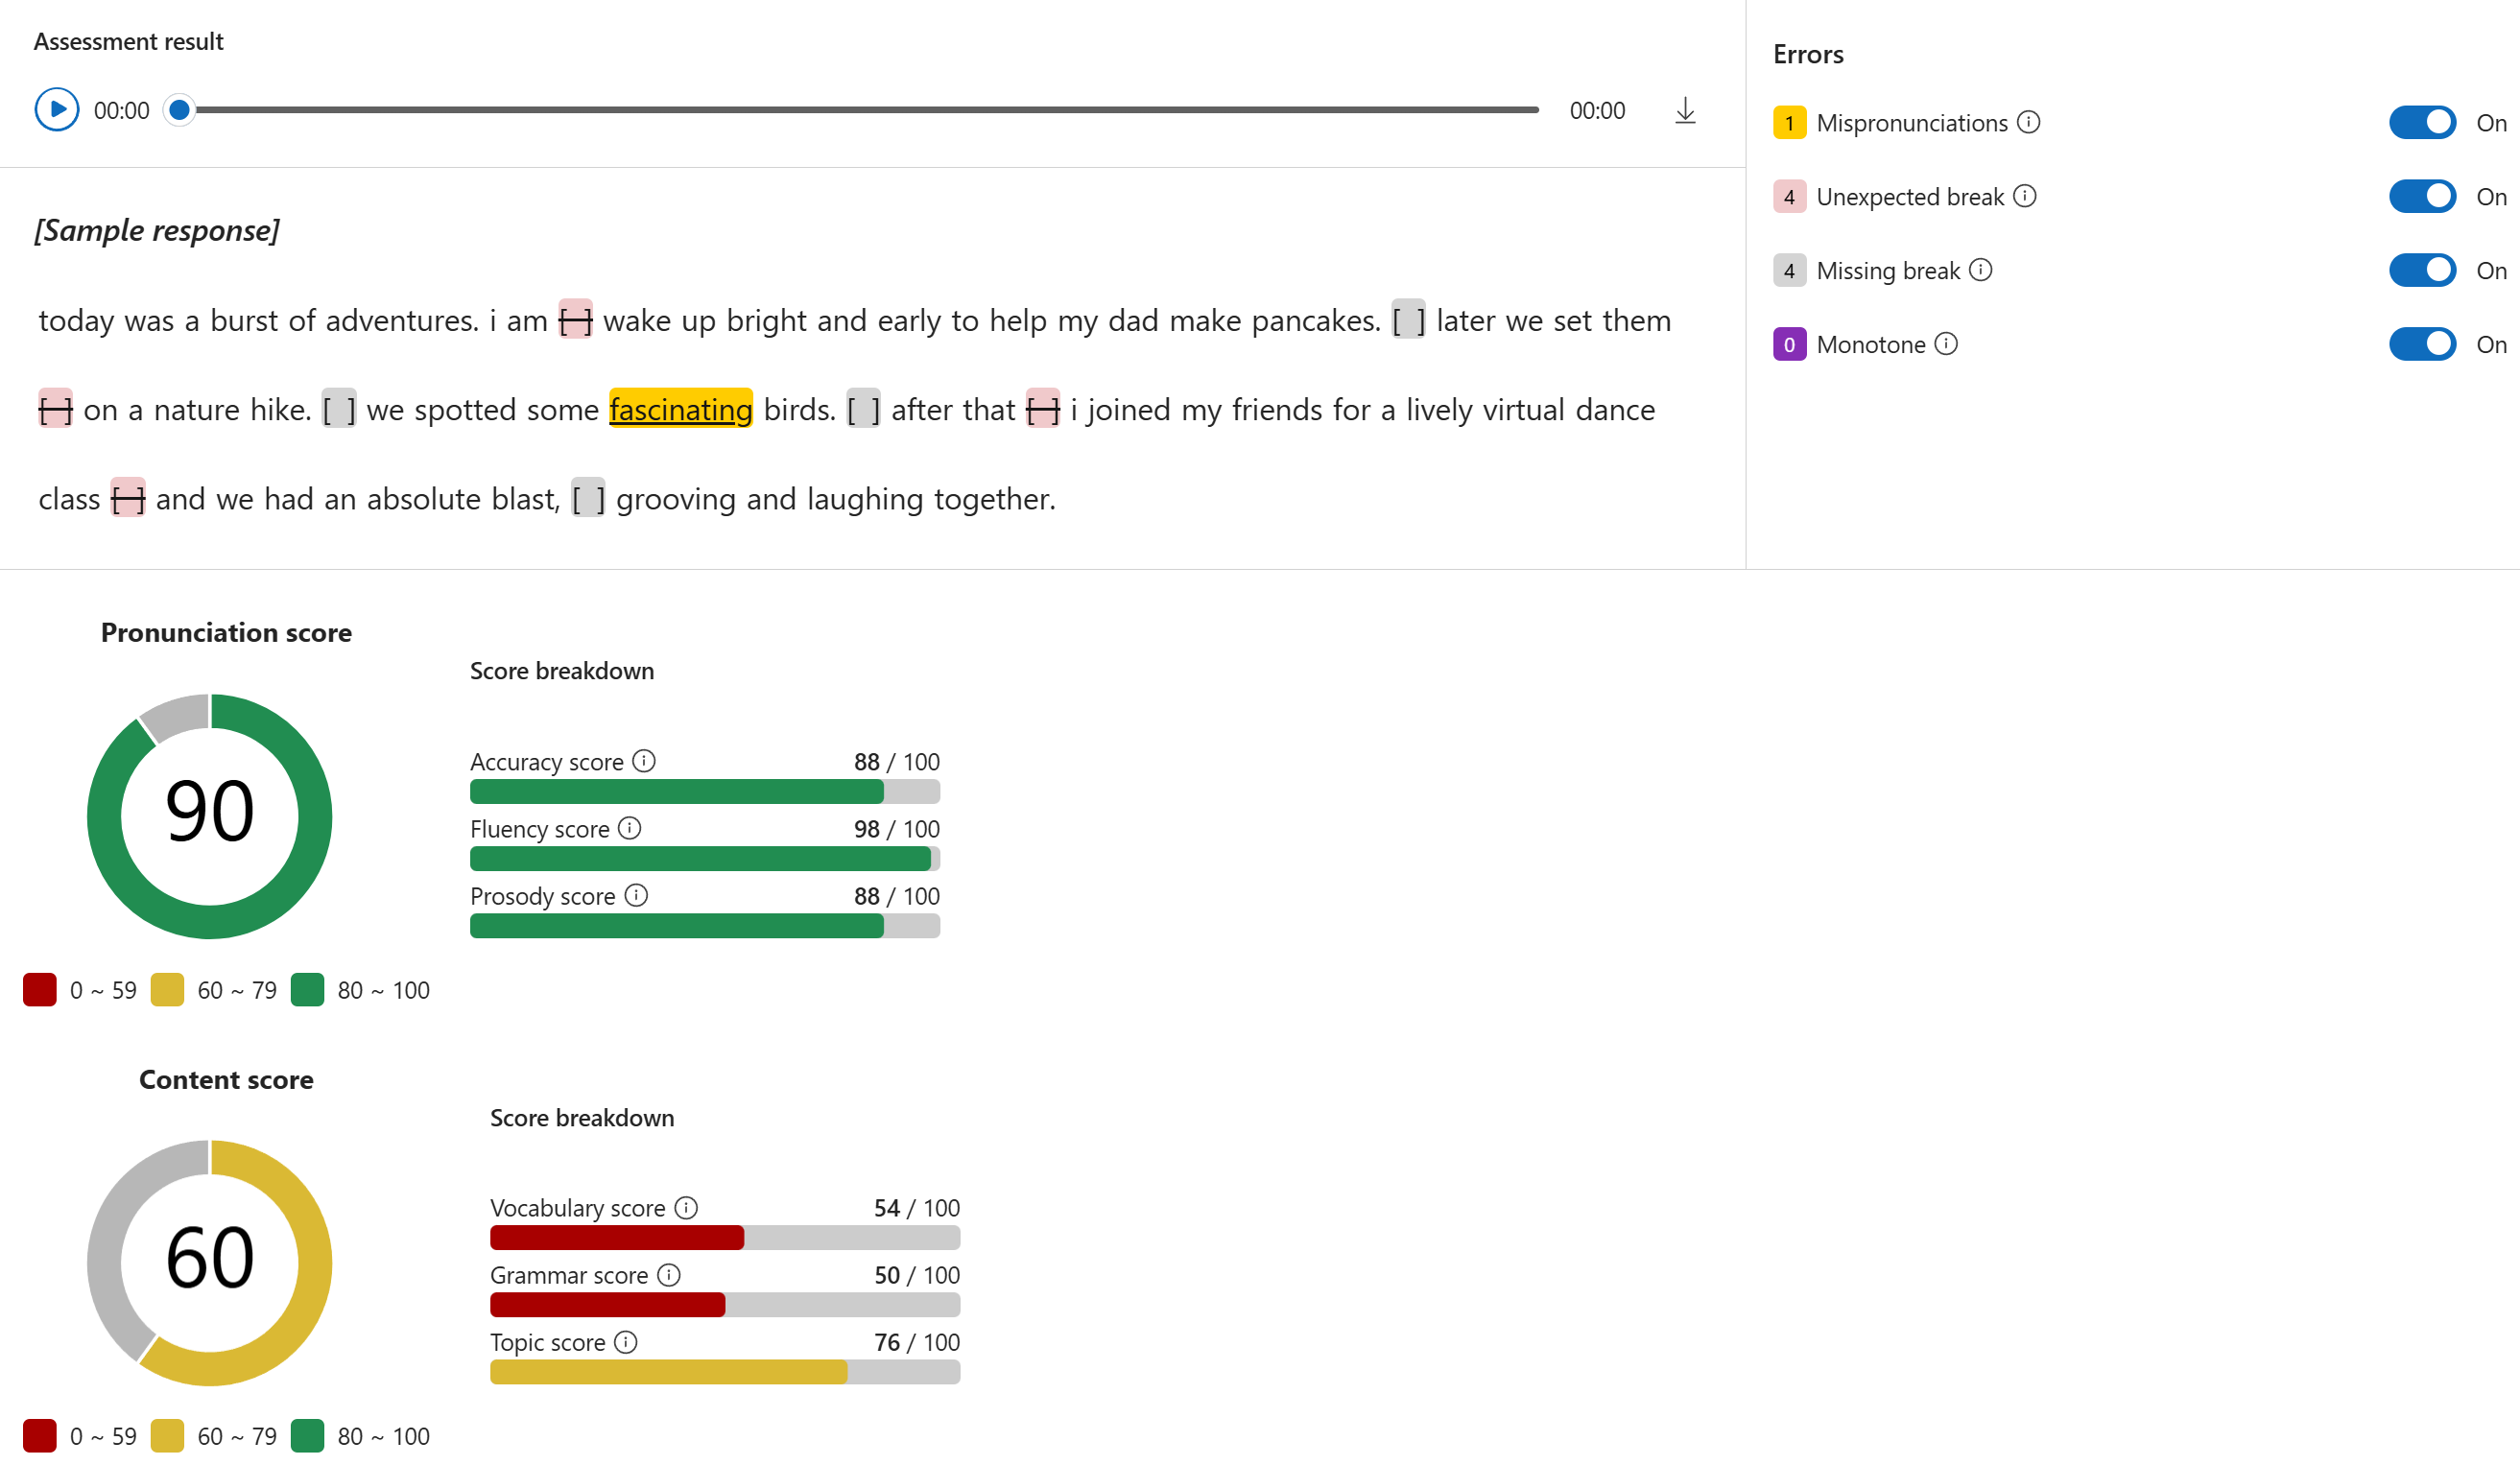 Assessment result
00:00
00:00
[Sample response]
today was a burst of adventures. i am [ ] wake up bright and early to help my dad make pancakes. [ ] later we set them
[ ] on a nature hike. [ ] we spotted some fascinating birds. [ ] after that [ ] i joined my friends for a lively virtual dance
class [ ] and we had an absolute blast, [ ] grooving and laughing together.
Errors
1 Mispronunciations On
4 Unexpected break On
4 Missing break On
0 Monotone On
Pronunciation score
90
0 ~ 59 60 ~ 79 80 ~ 100
Score breakdown
Accuracy score 88 / 100
Fluency score 98 / 100
Prosody score 88 / 100
Content score
60
0 ~ 59 60 ~ 79 80 ~ 100
Score breakdown
Vocabulary score 54 / 100
Grammar score 50 / 100
Topic score 76 / 100